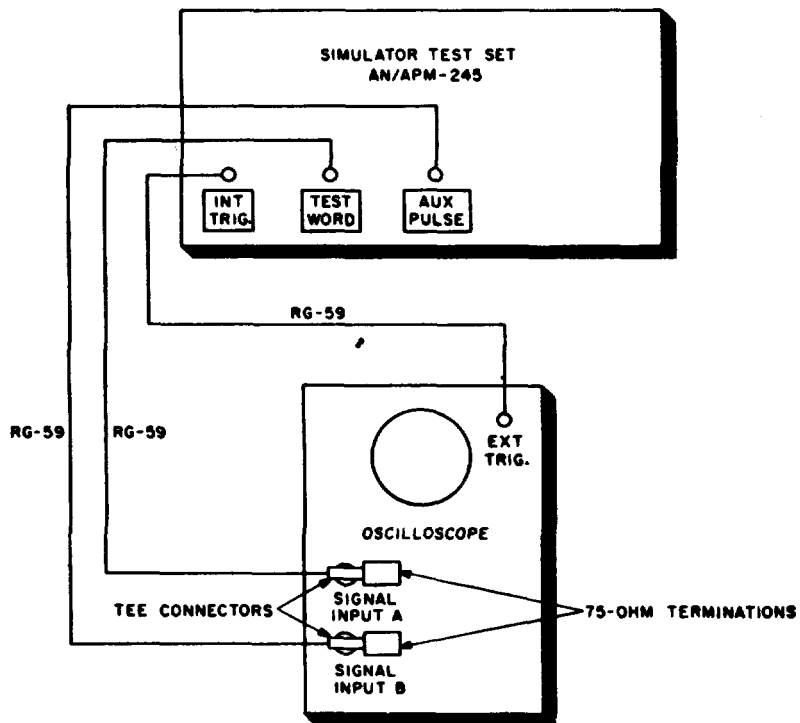 SIMULATOR TEST SET
AN/APM-245
INT
TRIG.
TEST
WORD
AUX
PULSE
RG-59
RG-59
RG-59
EXT
TRIG.
OSCILLOSCOPE
TEE CONNECTORS
SIGNAL
INPUT A
75-OHM TERMINATIONS
SIGNAL
INPUT B